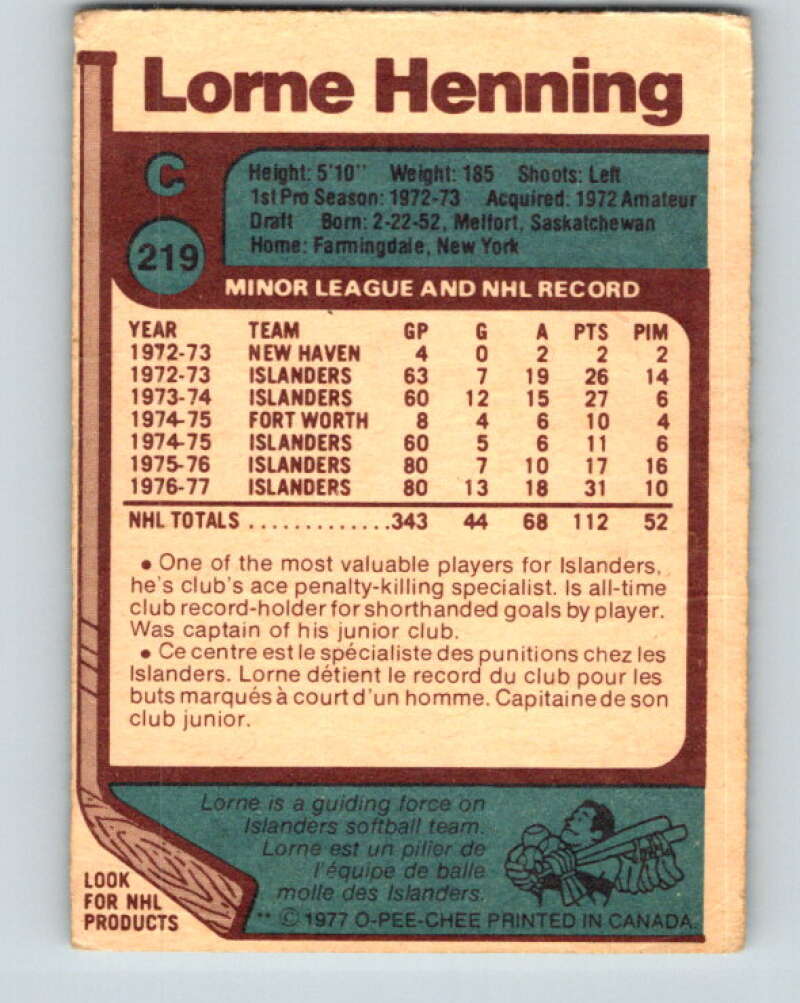 Lorne Henning
C
219
Height: 5'10" Weight: 185 Shoots: Left
1st Pro Season: 1972-73 Acquired: 1972 Amateur
Draft Born: 2-22-52, Melfort, Saskatchewan
Home: Farmingdale, New York
MINOR LEAGUE AND NHL RECORD
YEAR TEAM GP G A PTS PIM
1972-73 NEW HAVEN 4 0 2 2 2
1972-73 ISLANDERS 63 7 19 26 14
1973-74 ISLANDERS 60 12 15 27 6
1974-75 FORT WORTH 8 4 6 10 4
1974-75 ISLANDERS 60 5 6 11 6
1975-76 ISLANDERS 80 7 10 17 16
1976-77 ISLANDERS 80 13 18 31 10
NHL TOTALS .............343 44 68 112 52
• One of the most valuable players for Islanders,
he's club's ace penalty-killing specialist. Is all-time
club record-holder for shorthanded goals by player.
Was captain of his junior club.
• Ce centre est le spécialiste des punitions chez les
Islanders. Lorne détient le record du club pour les
buts marqués à court d'un homme. Capitaine de son
club junior.
Lorne is a guiding force on
Islanders softball team.
Lorne est un pilier de
l'équipe de balle
molle des Islanders.
LOOK
FOR NHL
PRODUCTS
** © 1977 O-PEE-CHEE PRINTED IN CANADA